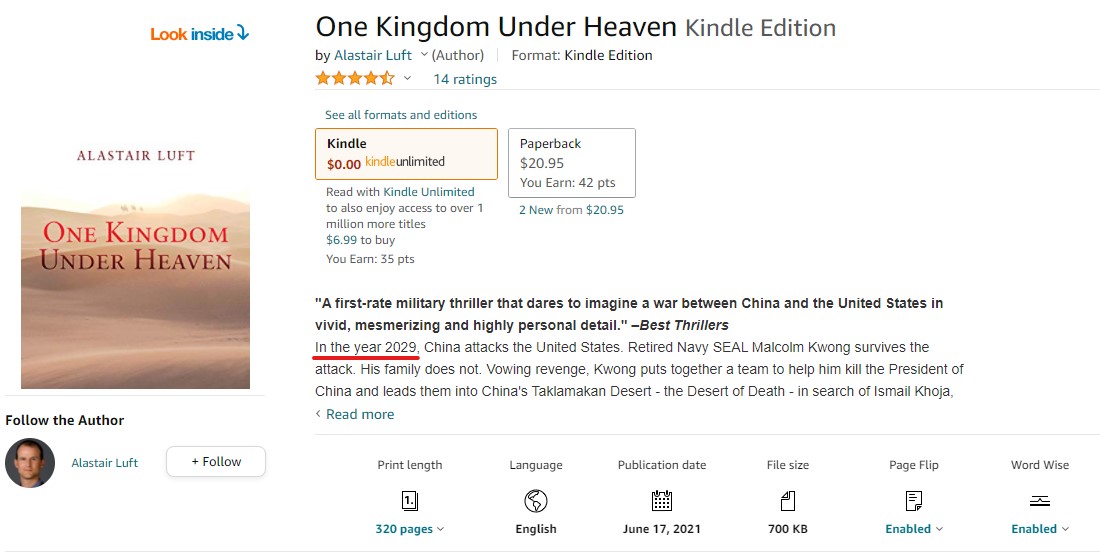 Look inside
ALASTAIR LUFT
ONE KINGDOM
UNDER HEAVEN
Follow the Author
Alastair Luft
+ Follow
One Kingdom Under Heaven Kindle Edition
by Alastair Luft (Author) Format: Kindle Edition
14 ratings
See all formats and editions
Kindle
$0.00 kindleunlimited
Read with Kindle Unlimited
to also enjoy access to over 1
million more titles
$6.99 to buy
You Earn: 35 pts
Paperback
$20.95
You Earn: 42 pts
2 New from $20.95
"A first-rate military thriller that dares to imagine a war between China and the United States in
vivid, mesmerizing and highly personal detail." –Best Thrillers
In the year 2029, China attacks the United States. Retired Navy SEAL Malcolm Kwong survives the
attack. His family does not. Vowing revenge, Kwong puts together a team to help him kill the President of
China and leads them into China's Taklamakan Desert - the Desert of Death - in search of Ismail Khoja,
Read more
Print length
1.
320 pages
Language
English
Publication date
June 17, 2021
File size
700 KB
Page Flip
Enabled
Word Wise
Enabled